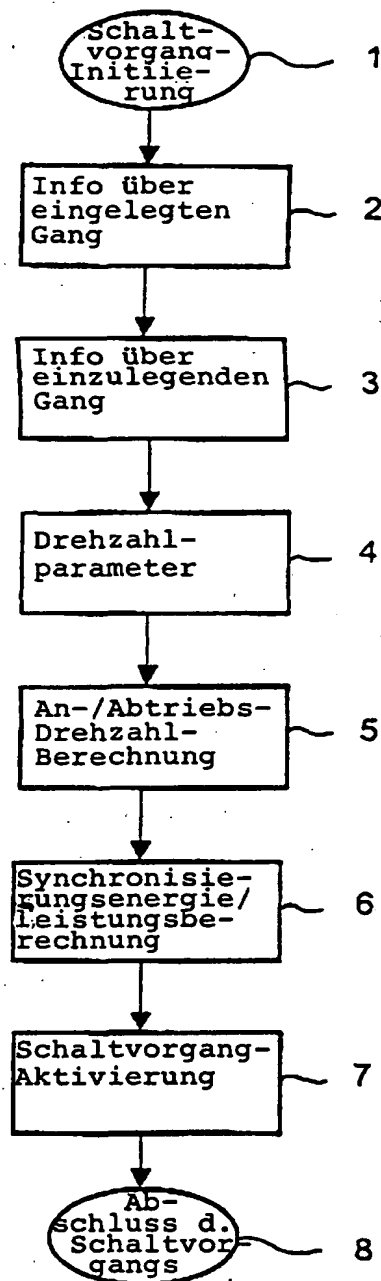 Schalt-
vorgang-
Initiie-
rung
1
Info über
eingelegten
Gang
2
Info über
einzulegenden
Gang
3
Drehzahl-
parameter
4
An-/Abtriebs-
Drehzahl-
Berechnung
5
Synchronisie-
rungsenergie/
leistungsbe-
rechnung
6
Schaltvorgang-
Aktivierung
7
Ab-
schluss d.
Schaltvor-
gangs
8